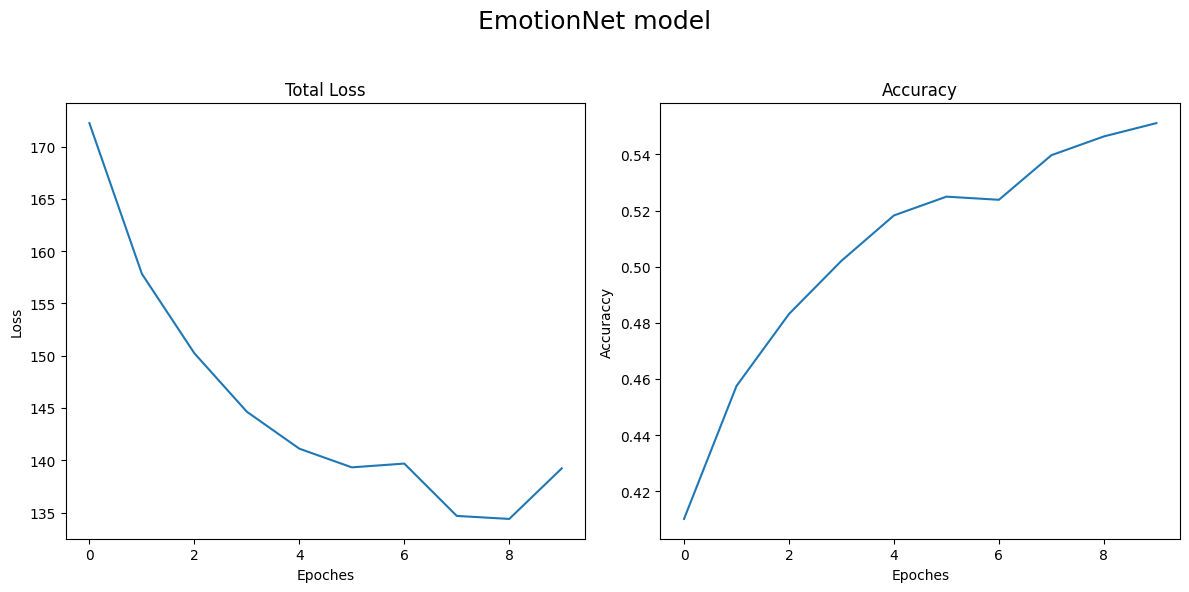 EmotionNet model
Total Loss
170
165
160
155
150
145
140
135
Loss
0 2 4 6 8
Epoches
Accuracy
0.54
0.52
0.50
0.48
0.46
0.44
0.42
Accuraccy
0 2 4 6 8
Epoches